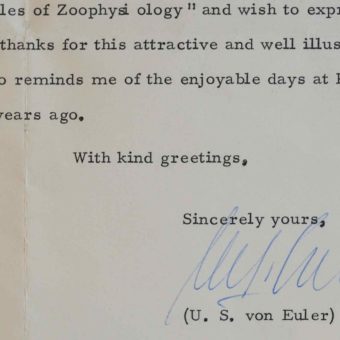 les of Zoophysi ology" and wish to expr
thanks for this attractive and well illus
o reminds me of the enjoyable days at
years ago.
With kind greetings,
Sincerely yours,
(U. S. von Euler)